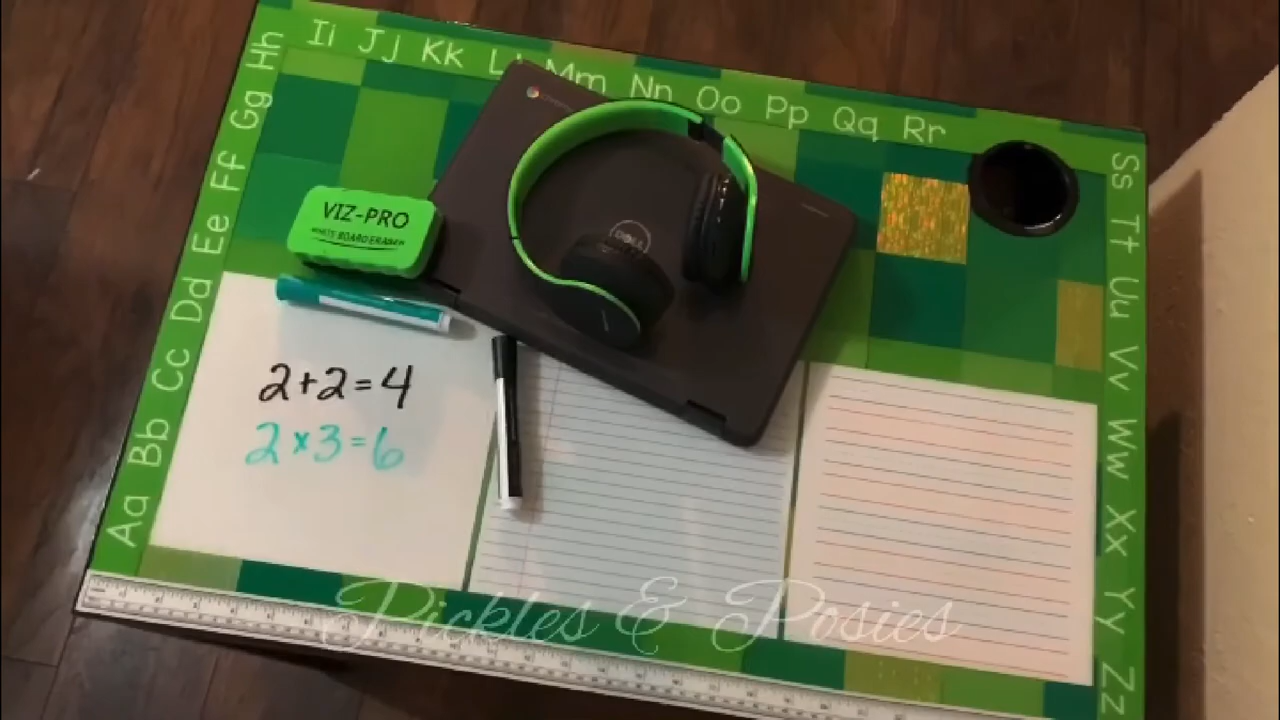 Aa Bb Cc Dd Ee Ff Gg Hh
Ii Jj Kk Ll Mm Nn Oo Pp Qq Rr
Ss Tt Uu Vv Ww Xx Yy Zz
VIZ-PRO
WHITE BOARD ERASER
DELL
2+2=4
2×3=6
Pickles & Posies